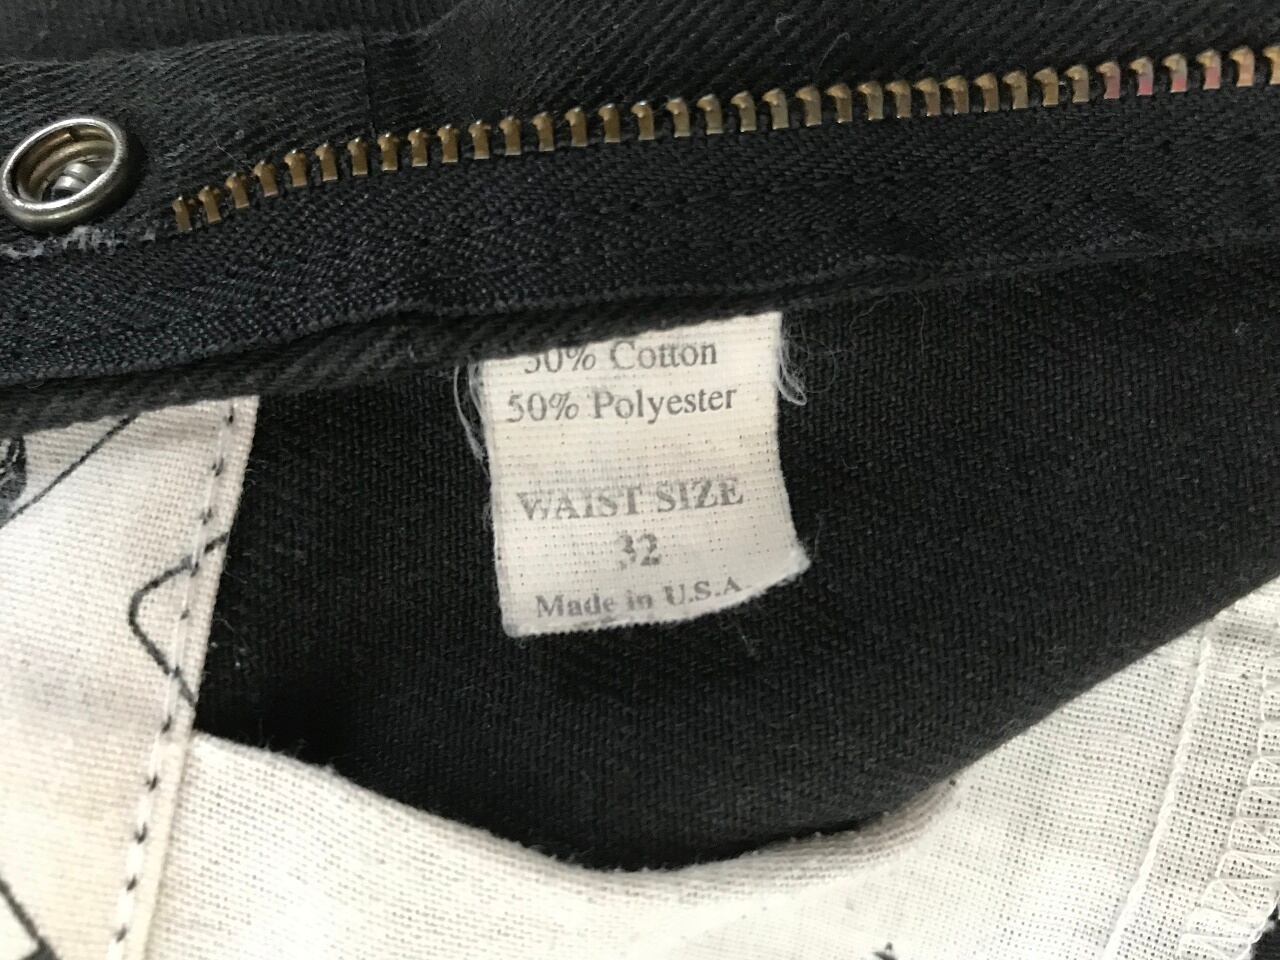 50% Cotton
50% Polyester
WAIST SIZE
32
Made in U.S.A.